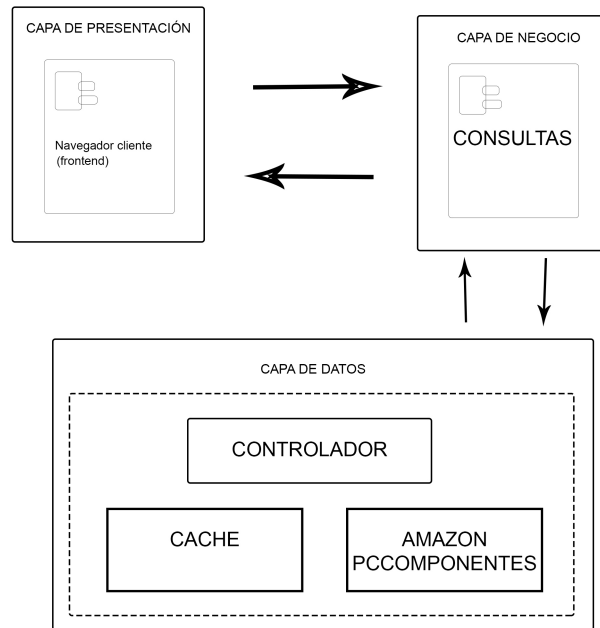 CAPA DE PRESENTACIÓN
Navegador cliente
(frontend)
CAPA DE NEGOCIO
CONSULTAS
CAPA DE DATOS
CONTROLADOR
CACHE
AMAZON
PCCOMPONENTES